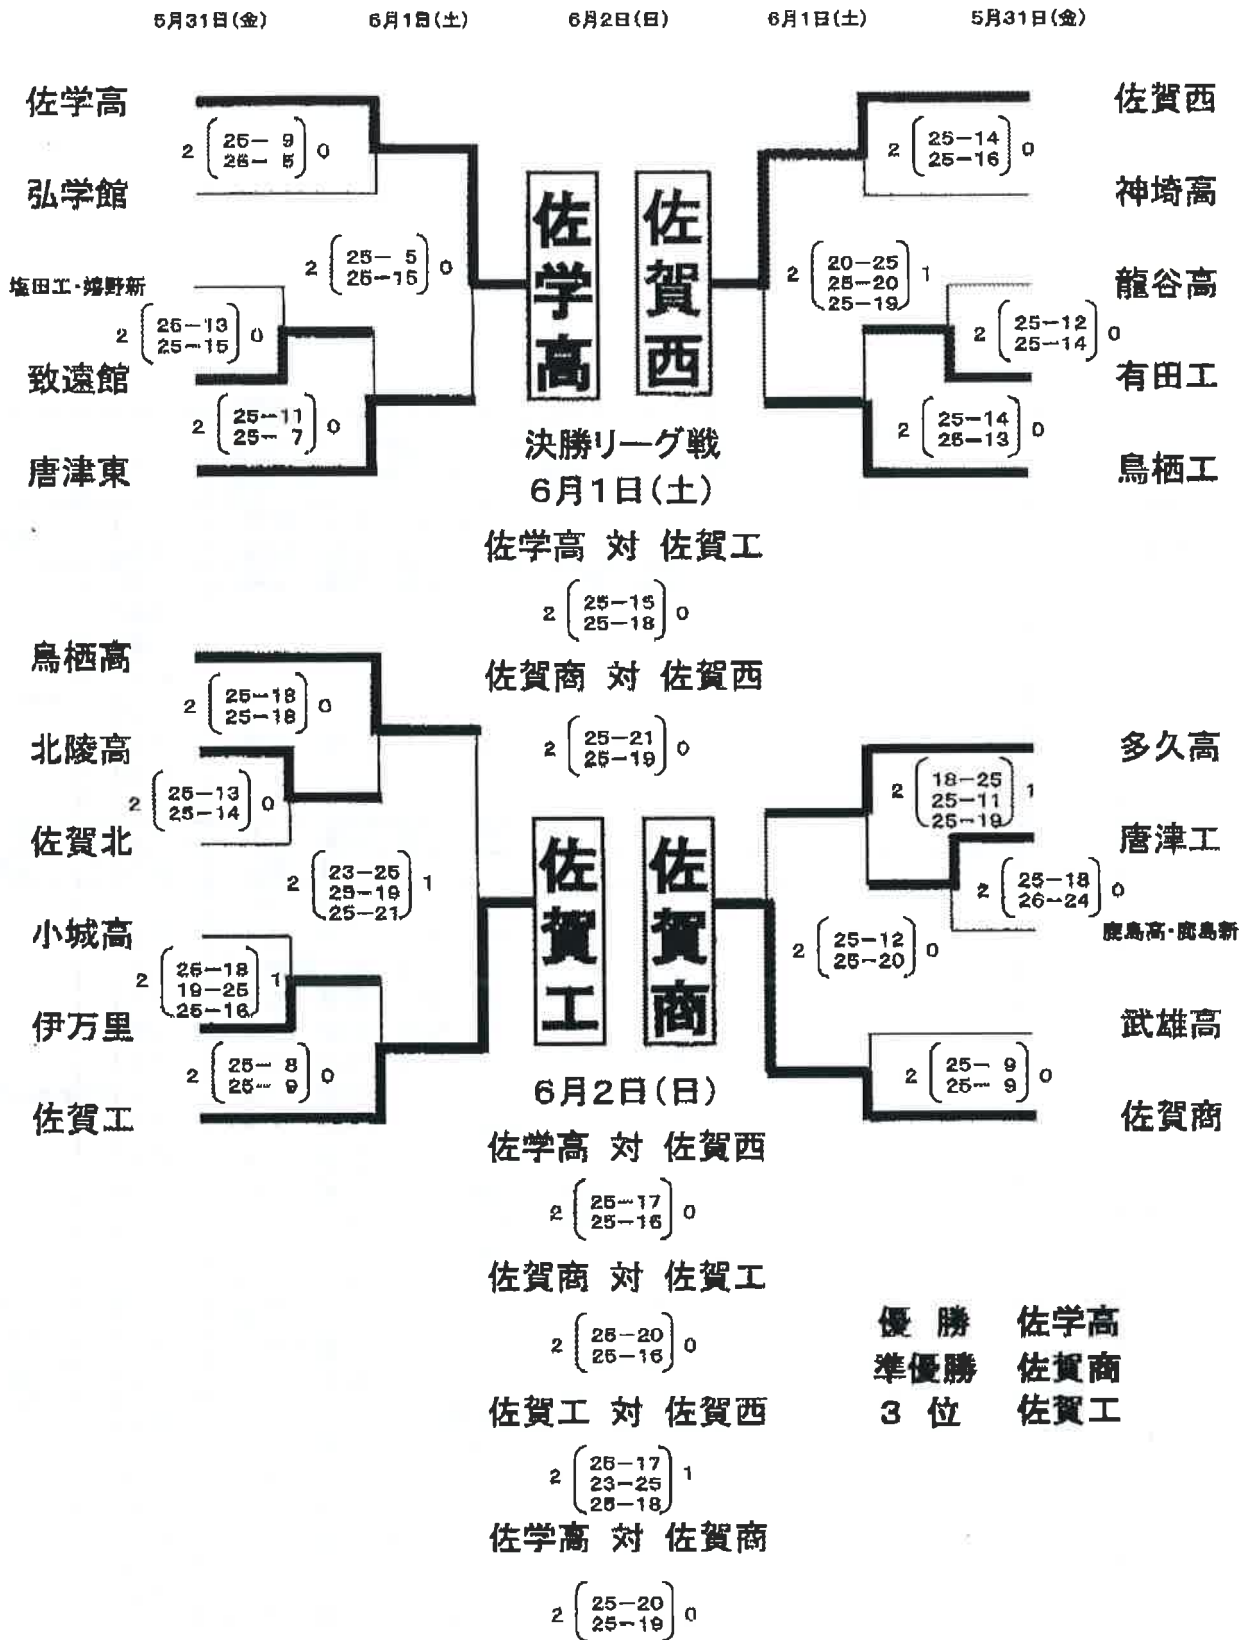 5月31日(金) 6月1日(土) 6月2日(日) 6月1日(土) 5月31日(金)
佐学高
2 25- 9 0
25- 5
弘学館
2 25- 5 0
25-15
塩田工・嬉野新
2 25-13 0
25-15
致遠館
2 25-11 0
25- 7
唐津東
佐学高
佐賀西
佐賀西
2 25-14 0
25-16
神埼高
2 20-25 1
25-20
25-19
龍谷高
2 25-12 0
25-14
有田工
2 25-14 0
25-13
鳥栖工
決勝リーグ戦
6月1日(土)
佐学高 対 佐賀工
2 25-15 0
25-18
佐賀商 対 佐賀西
2 25-21 0
25-19
鳥栖高
2 25-18 0
25-18
北陵高
2 25-13 0
25-14
佐賀北
2 23-25 1
25-19
25-21
小城高
2 25-18 1
19-25
25-16
伊万里
2 25- 8 0
25- 9
佐賀工
佐賀工
佐賀商
多久高
2 18-25 1
25-11
25-19
唐津工
2 25-18 0
26-24
鹿島高・鹿島新
2 25-12 0
25-20
武雄高
2 25- 9 0
25- 9
佐賀商
6月2日(日)
佐学高 対 佐賀西
2 25-17 0
25-16
佐賀商 対 佐賀工
2 25-20 0
25-16
佐賀工 対 佐賀西
2 25-17 1
23-25
25-18
佐学高 対 佐賀商
2 25-20 0
25-19
優 勝 佐学高
準優勝 佐賀商
3 位 佐賀工